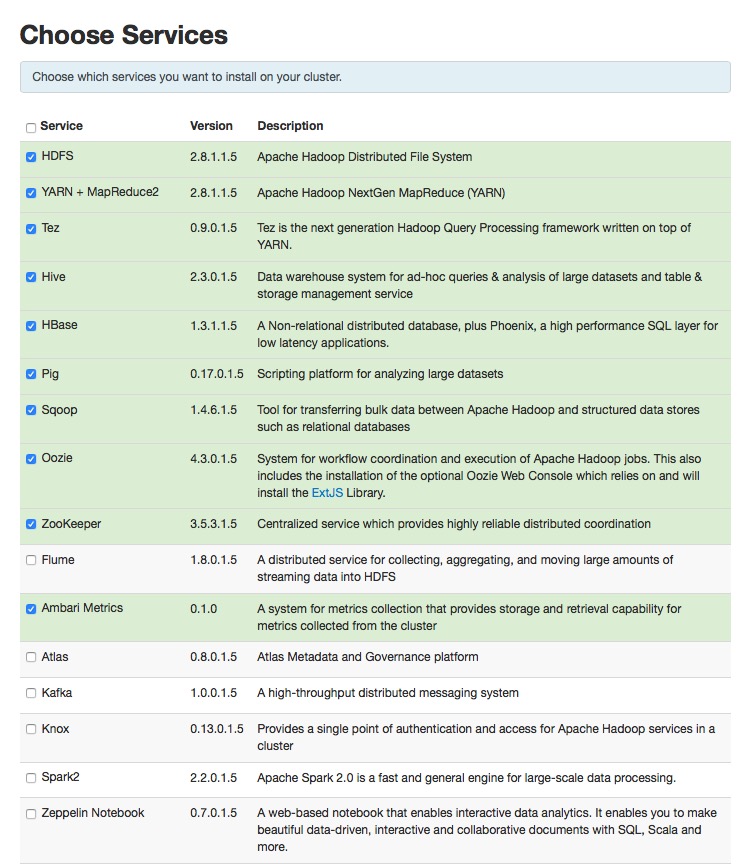 Choose Services
Choose which services you want to install on your cluster.
Service Version Description
HDFS 2.8.1.1.5 Apache Hadoop Distributed File System
YARN + MapReduce2 2.8.1.1.5 Apache Hadoop NextGen MapReduce (YARN)
Tez 0.9.0.1.5 Tez is the next generation Hadoop Query Processing framework written on top of
YARN.
Hive 2.3.0.1.5 Data warehouse system for ad-hoc queries & analysis of large datasets and table &
storage management service
HBase 1.3.1.1.5 A Non-relational distributed database, plus Phoenix, a high performance SQL layer for
low latency applications.
Pig 0.17.0.1.5 Scripting platform for analyzing large datasets
Sqoop 1.4.6.1.5 Tool for transferring bulk data between Apache Hadoop and structured data stores
such as relational databases
Oozie 4.3.0.1.5 System for workflow coordination and execution of Apache Hadoop jobs. This also
includes the installation of the optional Oozie Web Console which relies on and will
install the ExtJS Library.
ZooKeeper 3.5.3.1.5 Centralized service which provides highly reliable distributed coordination
Flume 1.8.0.1.5 A distributed service for collecting, aggregating, and moving large amounts of
streaming data into HDFS
Ambari Metrics 0.1.0 A system for metrics collection that provides storage and retrieval capability for
metrics collected from the cluster
Atlas 0.8.0.1.5 Atlas Metadata and Governance platform
Kafka 1.0.0.1.5 A high-throughput distributed messaging system
Knox 0.13.0.1.5 Provides a single point of authentication and access for Apache Hadoop services in a
cluster
Spark2 2.2.0.1.5 Apache Spark 2.0 is a fast and general engine for large-scale data processing.
Zeppelin Notebook 0.7.0.1.5 A web-based notebook that enables interactive data analytics. It enables you to make
beautiful data-driven, interactive and collaborative documents with SQL, Scala and
more.